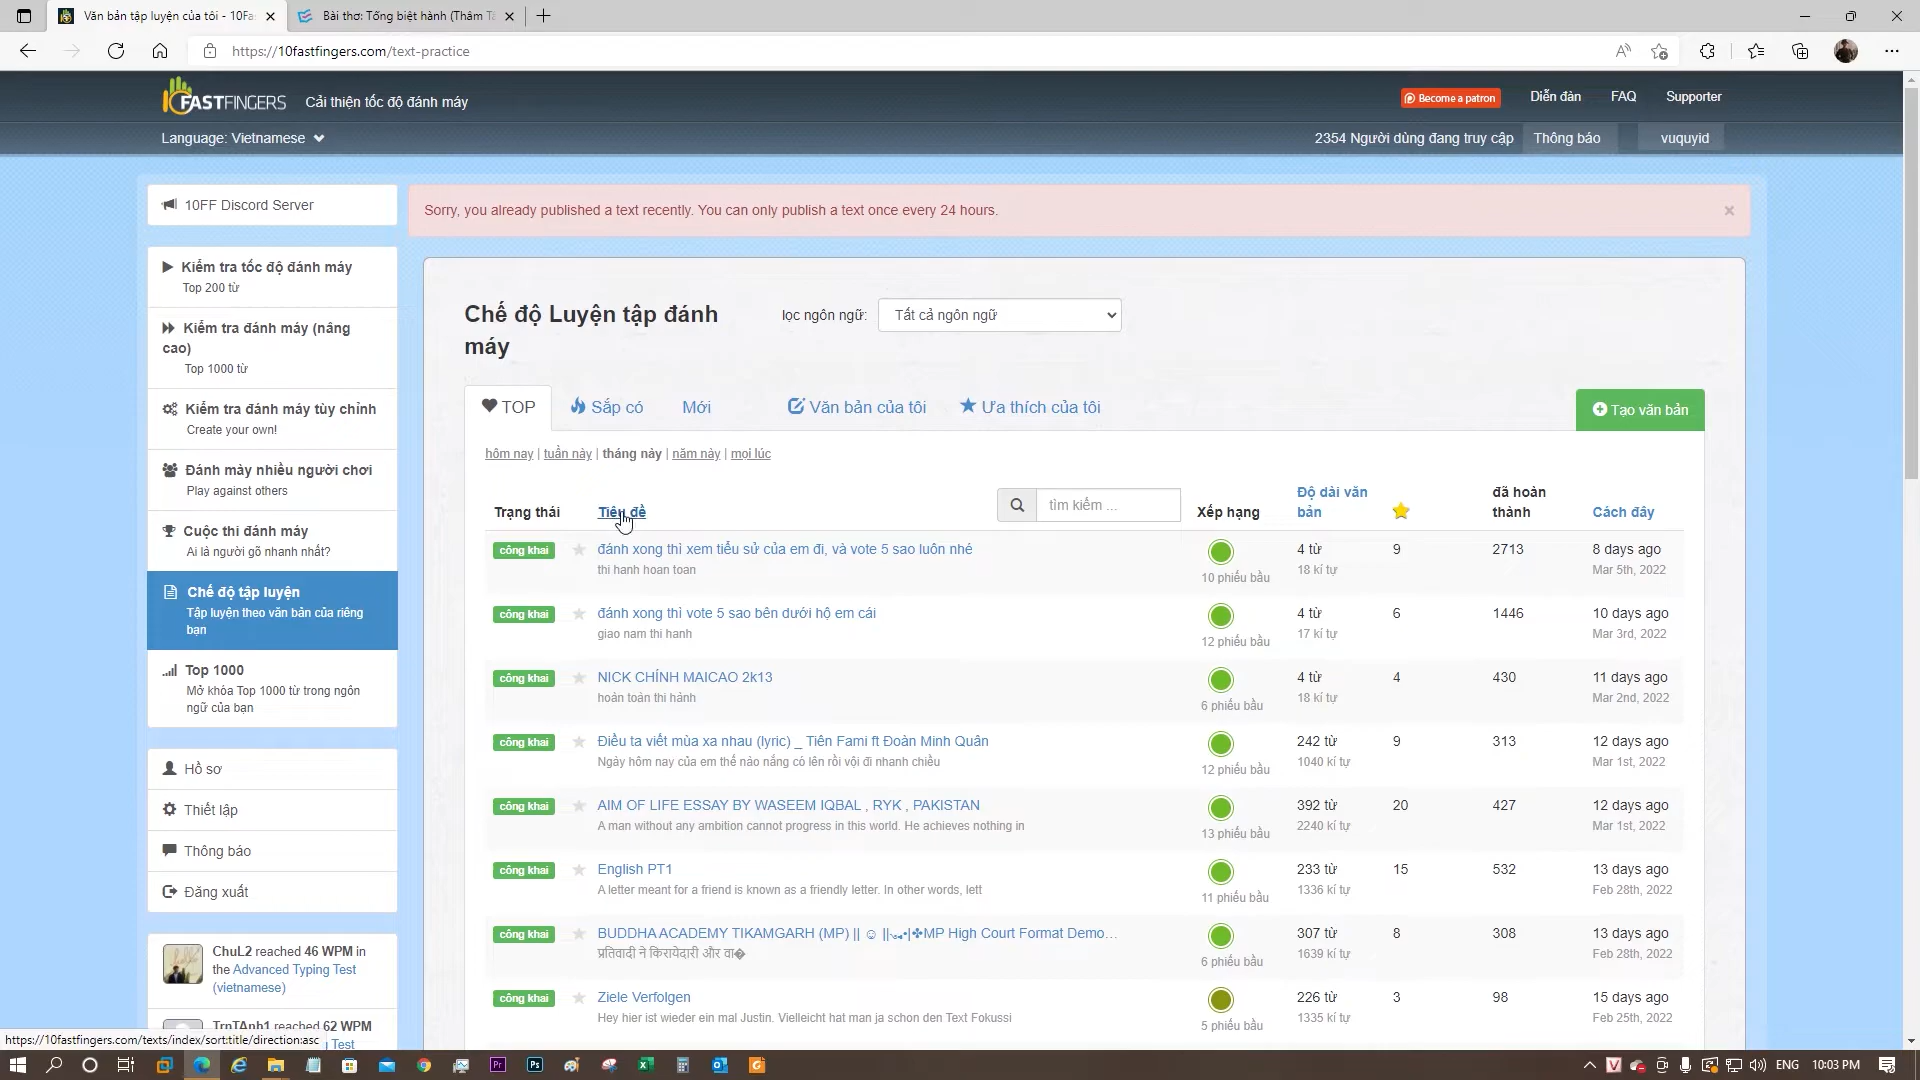 Văn bản tập luyện của tôi - 10Fa
Bài thơ: Tống biệt hành (Thâm T
https://10fastfingers.com/text-practice
10FASTFINGERS
Cải thiện tốc độ đánh máy
Become a patron
Diễn đàn
FAQ
Supporter
Language: Vietnamese
2354 Người dùng đang truy cập
Thông báo
vuquyid
10FF Discord Server
Sorry, you already published a text recently. You can only publish a text once every 24 hours.
×
Kiểm tra tốc độ đánh máy
Top 200 từ
Kiểm tra đánh máy (nâng
cao)
Top 1000 từ
Kiểm tra đánh máy tùy chỉnh
Create your own!
Đánh mày nhiều người chơi
Play against others
Cuộc thi đánh máy
Ai là người gõ nhanh nhất?
Chế độ tập luyện
Tập luyện theo văn bản của riêng
bạn
Top 1000
Mở khóa Top 1000 từ trong ngôn
ngữ của bạn
Hồ sơ
Thiết lập
Thông báo
Đăng xuất
ChuL2 reached 46 WPM in
the Advanced Typing Test
(vietnamese)
TrnTAnh1 reached 62 WPM
g Test
https://10fastfingers.com/texts/index/sort:title/direction:asc
Chế độ Luyện tập đánh
máy
lọc ngôn ngữ:
Tất cả ngôn ngữ
TOP
Sắp có
Mới
Văn bản của tôi
Ưa thích của tôi
Tạo văn bản
hôm nay | tuần này | tháng này | năm này | mọi lúc
Trạng thái
Tiêu đề
tìm kiếm ...
Xếp hạng
Độ dài văn
bản
đã hoàn
thành
Cách đây
công khai
đánh xong thì xem tiểu sử của em đi, và vote 5 sao luôn nhé
thi hanh hoan toan
10 phiếu bầu
4 từ
18 kí tự
9
2713
8 days ago
Mar 5th, 2022
công khai
đánh xong thì vote 5 sao bên dưới hộ em cái
giao nam thi hanh
12 phiếu bầu
4 từ
17 kí tự
6
1446
10 days ago
Mar 3rd, 2022
công khai
NICK CHÍNH MAICAO 2k13
hoàn toàn thi hành
6 phiếu bầu
4 từ
18 kí tự
4
430
11 days ago
Mar 2nd, 2022
công khai
Điều ta viết mùa xa nhau (lyric) _ Tiên Fami ft Đoàn Minh Quân
Ngày hôm nay của em thế nào nắng có lên rồi vội đi nhanh chiều
12 phiếu bầu
242 từ
1040 kí tự
9
313
12 days ago
Mar 1st, 2022
công khai
AIM OF LIFE ESSAY BY WASEEM IQBAL , RYK , PAKISTAN
A man without any ambition cannot progress in this world. He achieves nothing in
13 phiếu bầu
392 từ
2240 kí tự
20
427
12 days ago
Mar 1st, 2022
công khai
English PT1
A letter meant for a friend is known as a friendly letter. In other words, lett
11 phiếu bầu
233 từ
1336 kí tự
15
532
13 days ago
Feb 28th, 2022
công khai
BUDDHA ACADEMY TIKAMGARH (MP) || ☺ ||MP High Court Format Demo…
प्रतिवादी ने किरायेदारी और वा�
6 phiếu bầu
307 từ
1639 kí tự
8
308
13 days ago
Feb 28th, 2022
công khai
Ziele Verfolgen
Hey hier ist wieder ein mal Justin. Vielleicht hat man ja schon den Text Fokussi
5 phiếu bầu
226 từ
1335 kí tự
3
98
15 days ago
Feb 25th, 2022
ENG
10:03 PM